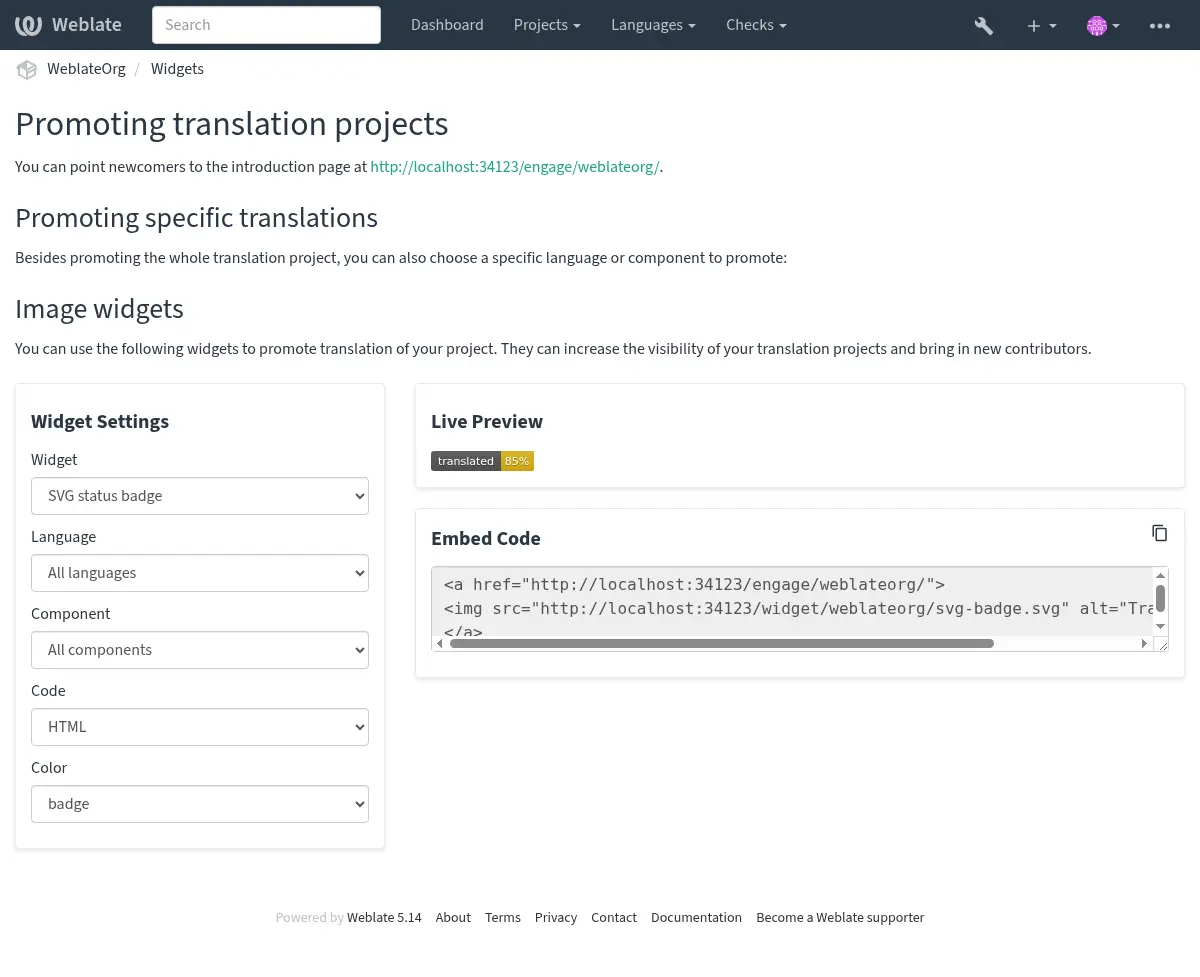 Weblate
Search
Dashboard
Projects
Languages
Checks
WeblateOrg / Widgets
Promoting translation projects
You can point newcomers to the introduction page at http://localhost:34123/engage/weblateorg/.
Promoting specific translations
Besides promoting the whole translation project, you can also choose a specific language or component to promote:
Image widgets
You can use the following widgets to promote translation of your project. They can increase the visibility of your translation projects and bring in new contributors.
Widget Settings
Widget
SVG status badge
Language
All languages
Component
All components
Code
HTML
Color
badge
Live Preview
translated 85%
Embed Code
<a href="http://localhost:34123/engage/weblateorg/">
<img src="http://localhost:34123/widget/weblateorg/svg-badge.svg" alt="Tra
</a>
Powered by Weblate 5.14 About Terms Privacy Contact Documentation Become a Weblate supporter